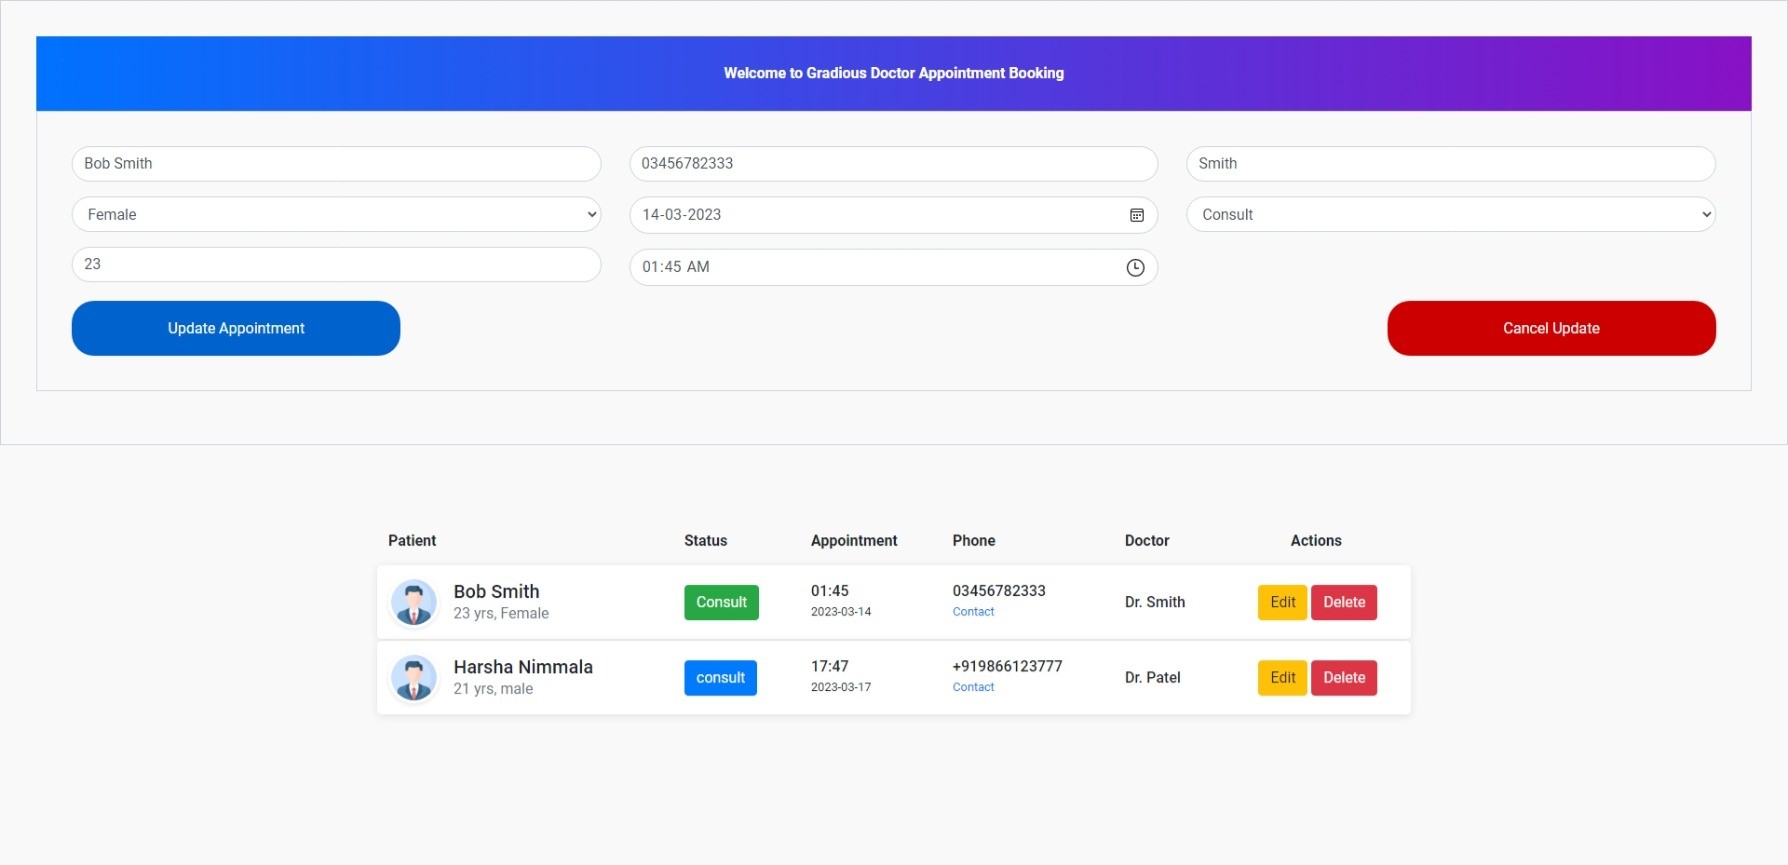 Welcome to Gradious Doctor Appointment Booking
Bob Smith 03456782333 Smith
Female 14-03-2023 Consult
23 01:45 AM
Update Appointment Cancel Update
Patient Status Appointment Phone Doctor Actions
Bob Smith
23 yrs, Female
Consult
01:45
2023-03-14
03456782333
Contact
Dr. Smith
Edit Delete
Harsha Nimmala
21 yrs, male
consult
17:47
2023-03-17
+919866123777
Contact
Dr. Patel
Edit Delete